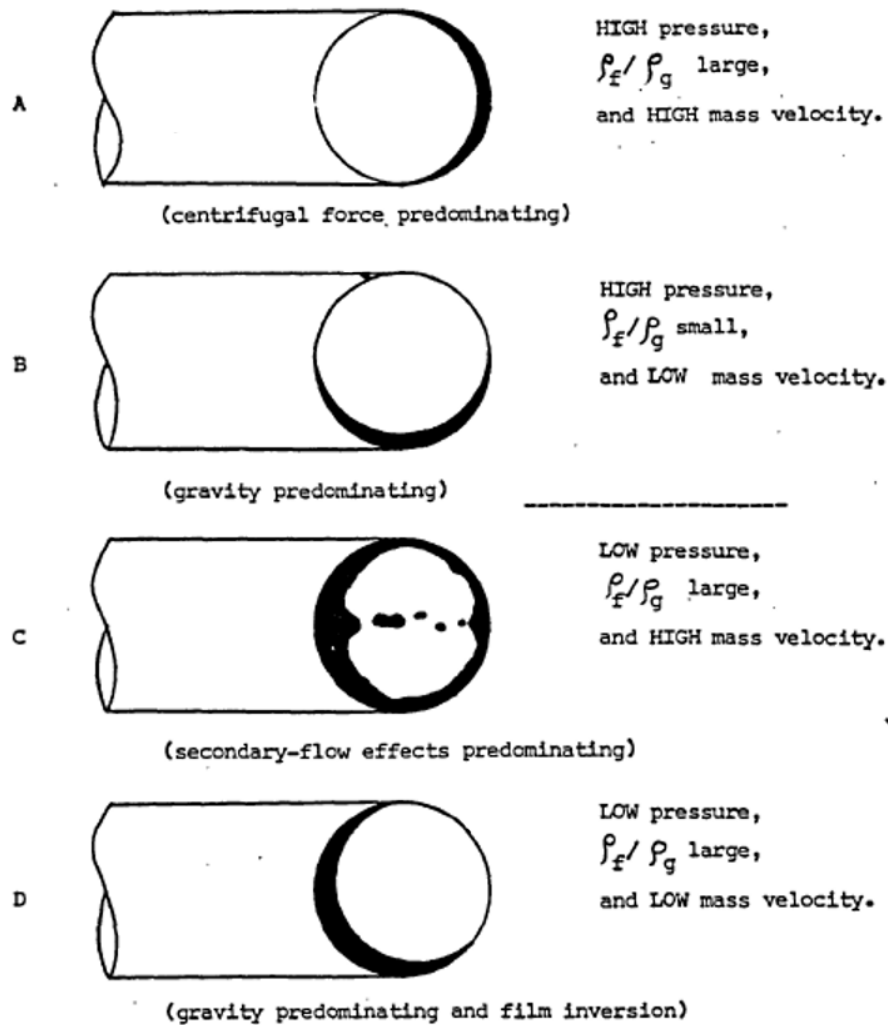 A
HIGH pressure,
ρf/ρg large,
and HIGH mass velocity.
(centrifugal force predominating)
B
HIGH pressure,
ρf/ρg small,
and LOW mass velocity.
(gravity predominating)
C
LOW pressure,
ρf/ρg large,
and HIGH mass velocity.
(secondary-flow effects predominating)
D
LOW pressure,
ρf/ρg large,
and LOW mass velocity.
(gravity predominating and film inversion)